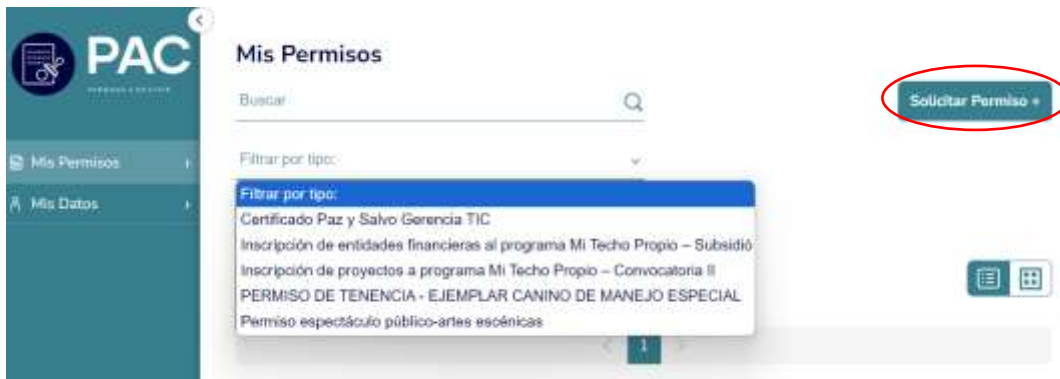 PAC
Mis Permisos
Buscar
Solicitar Permiso +
Mis Permisos
Filtrar por tipo:
Mis Datos
Filtrar por tipo:
Certificado Paz y Salvo Gerencia TIC
Inscripción de entidades financieras al programa Mi Techo Propio – Subsidió
Inscripción de proyectos a programa Mi Techo Propio – Convocatoria II
PERMISO DE TENENCIA - EJEMPLAR CANINO DE MANEJO ESPECIAL
Permiso espectáculo público-artes escénicas
1